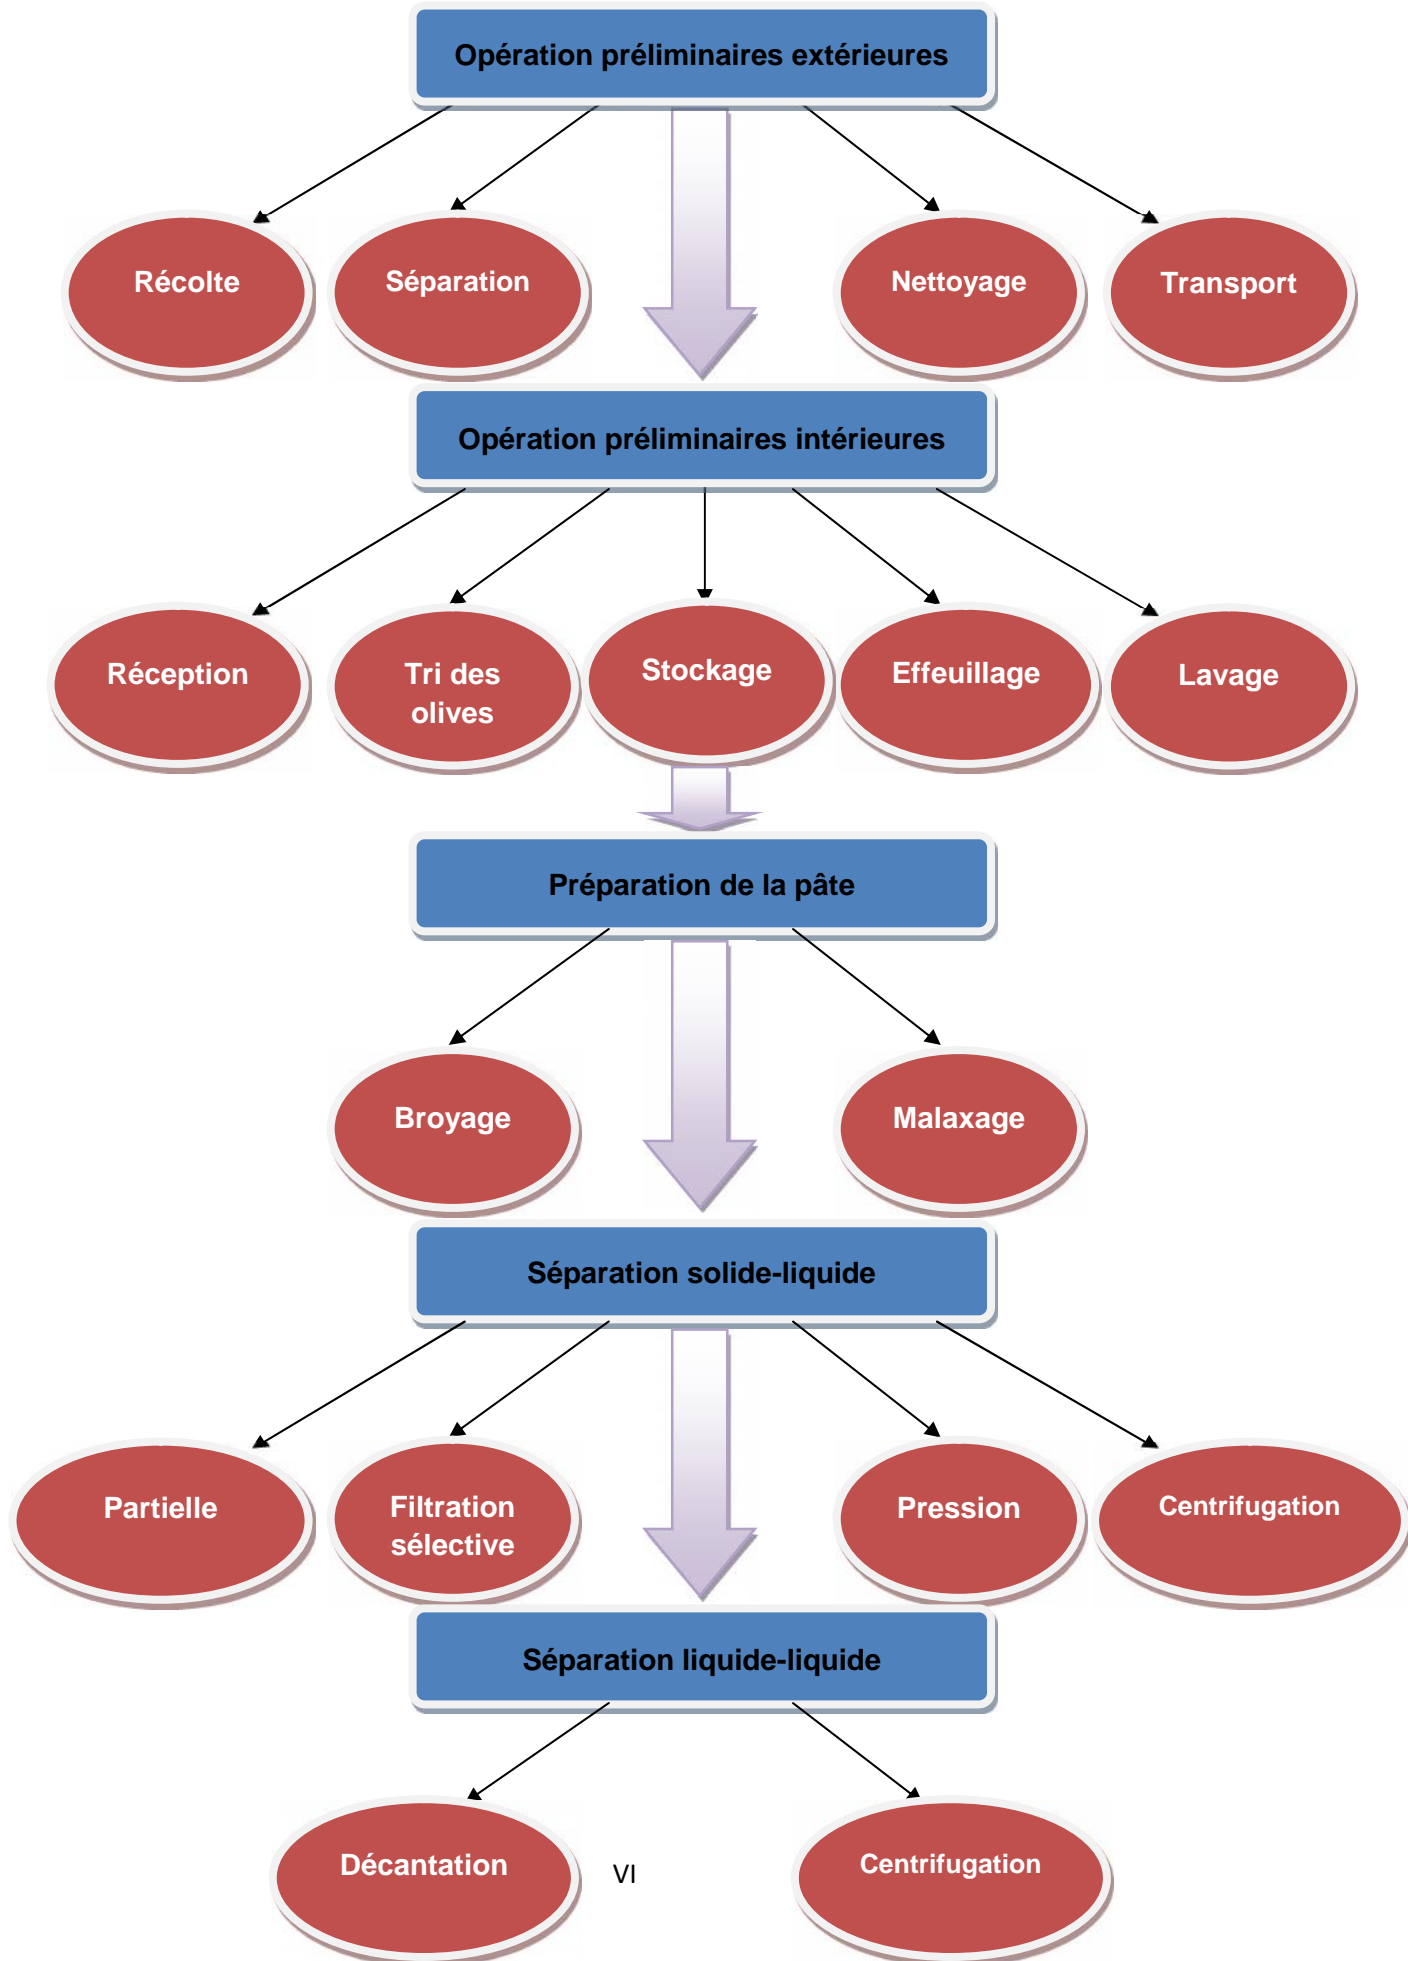 Opération préliminaires extérieures
Récolte
Séparation
Nettoyage
Transport
Opération préliminaires intérieures
Réception
Tri des
olives
Stockage
Effeuillage
Lavage
Préparation de la pâte
Broyage
Malaxage
Séparation solide-liquide
Partielle
Filtration
sélective
Pression
Centrifugation
Séparation liquide-liquide
Décantation
VI
Centrifugation